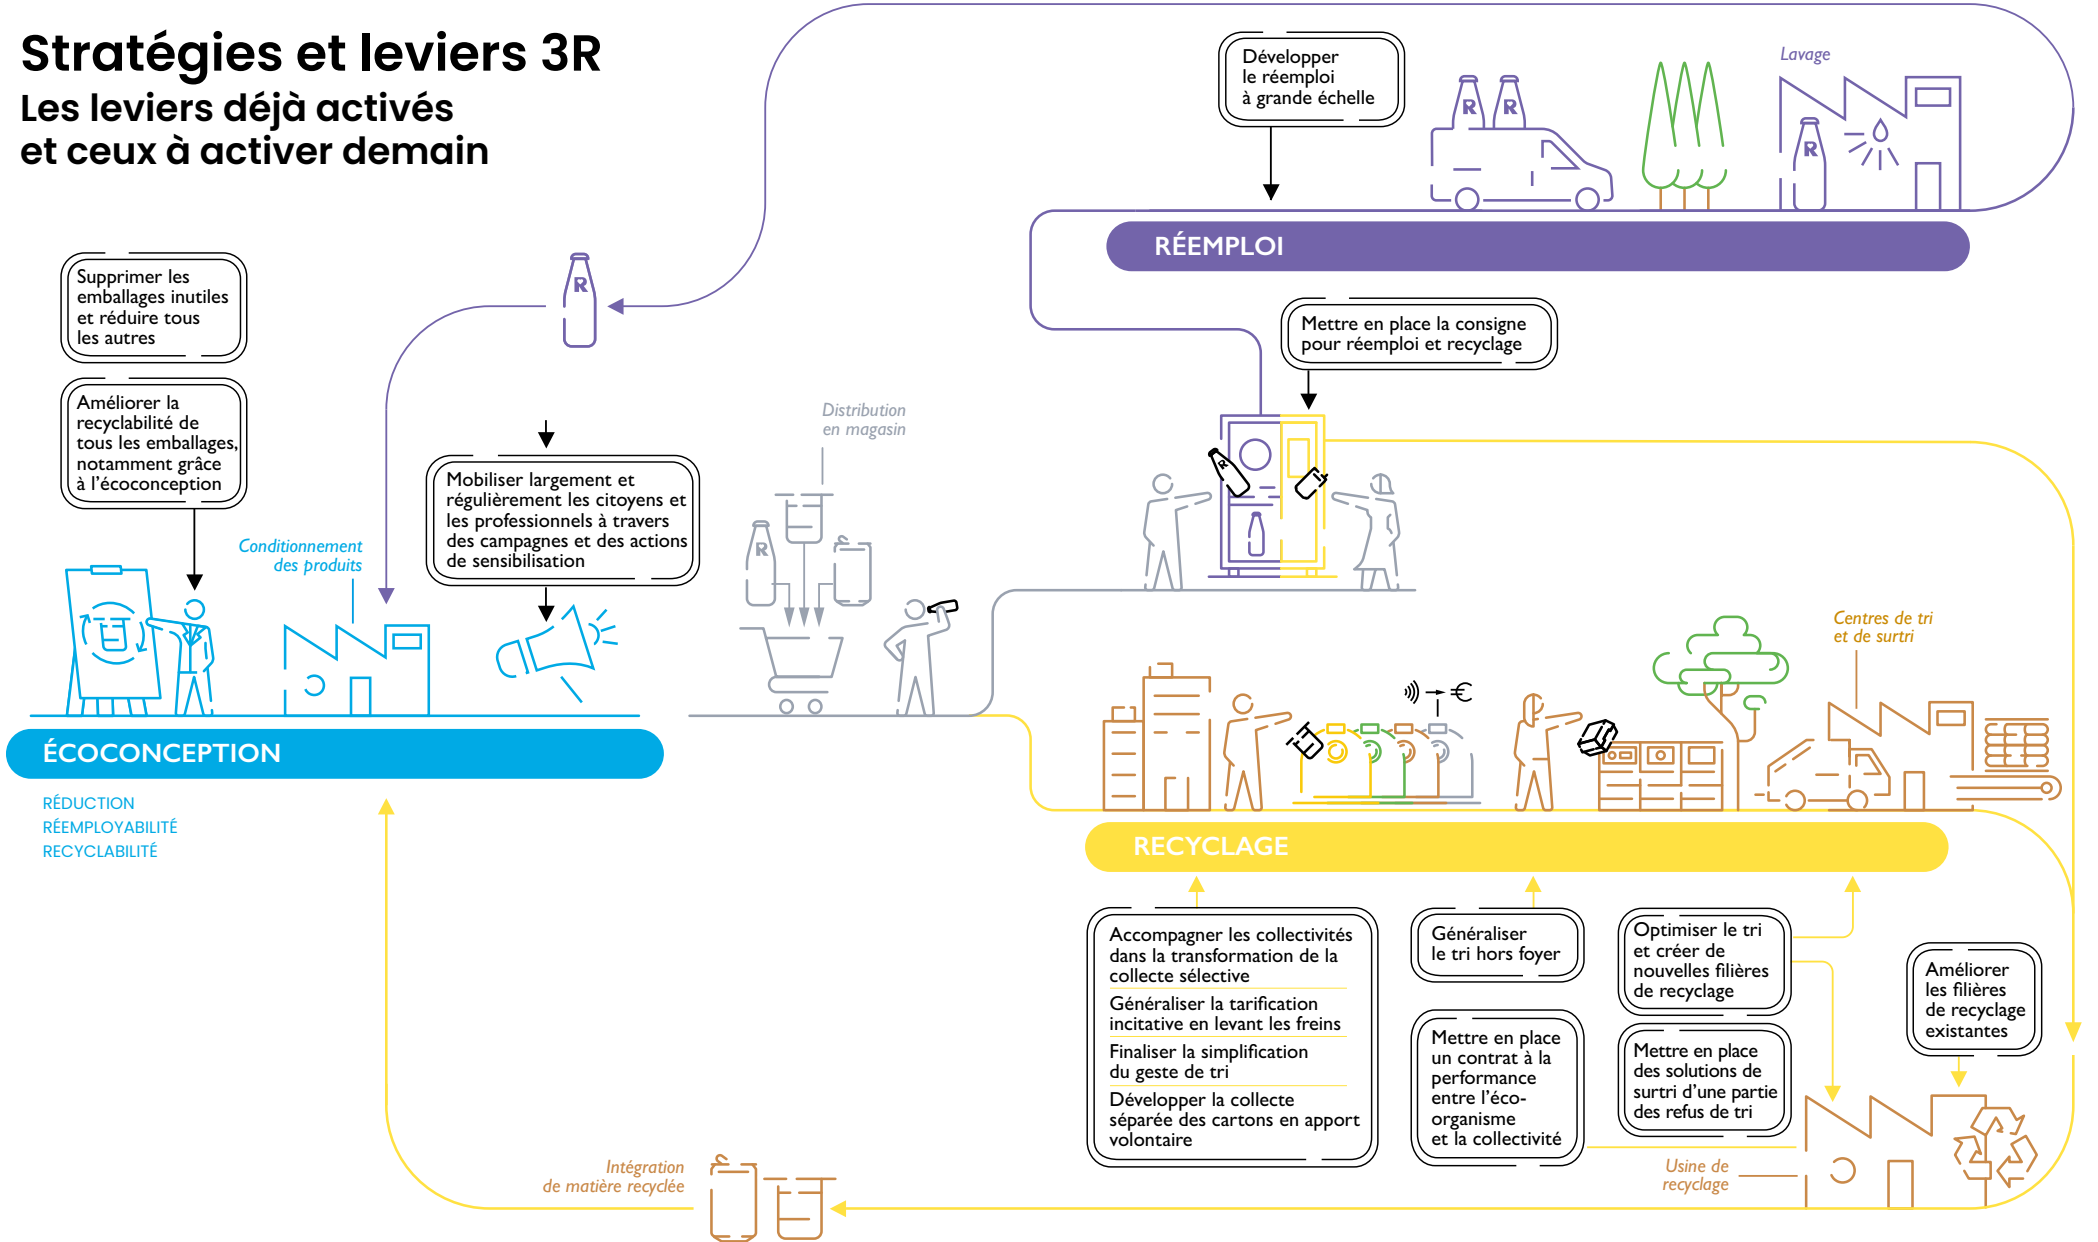 Stratégies et leviers 3R
Les leviers déjà activés
et ceux à activer demain
Développer
le réemploi
à grande échelle
Lavage
R
R
R
RÉEMPLOI
R
Supprimer les
emballages inutiles
et réduire tous
les autres
Améliorer la
recyclabilité de
tous les emballages,
notamment grâce
à l'écoconception
Mettre en place la consigne
pour réemploi et recyclage
Conditionnement
des produits
Mobiliser largement et
régulièrement les citoyens et
les professionnels à travers
des campagnes et des actions
de sensibilisation
Distribution
en magasin
R
R
ÉCOCONCEPTION
RÉDUCTION
RÉEMPLOYABILITÉ
RECYCLABILITÉ
€
Centres de tri
et de surtri
RECYCLAGE
Accompagner les collectivités
dans la transformation de la
collecte sélective
Généraliser la tarification
incitative en levant les freins
Finaliser la simplification
du geste de tri
Développer la collecte
séparée des cartons en apport
volontaire
Généraliser
le tri hors foyer
Mettre en place
un contrat à la
performance
entre l'éco-
organisme
et la collectivité
Optimiser le tri
et créer de
nouvelles filières
de recyclage
Mettre en place
des solutions de
surtri d'une partie
des refus de tri
Améliorer
les filières
de recyclage
existantes
Usine de
recyclage
Intégration
de matière recyclée